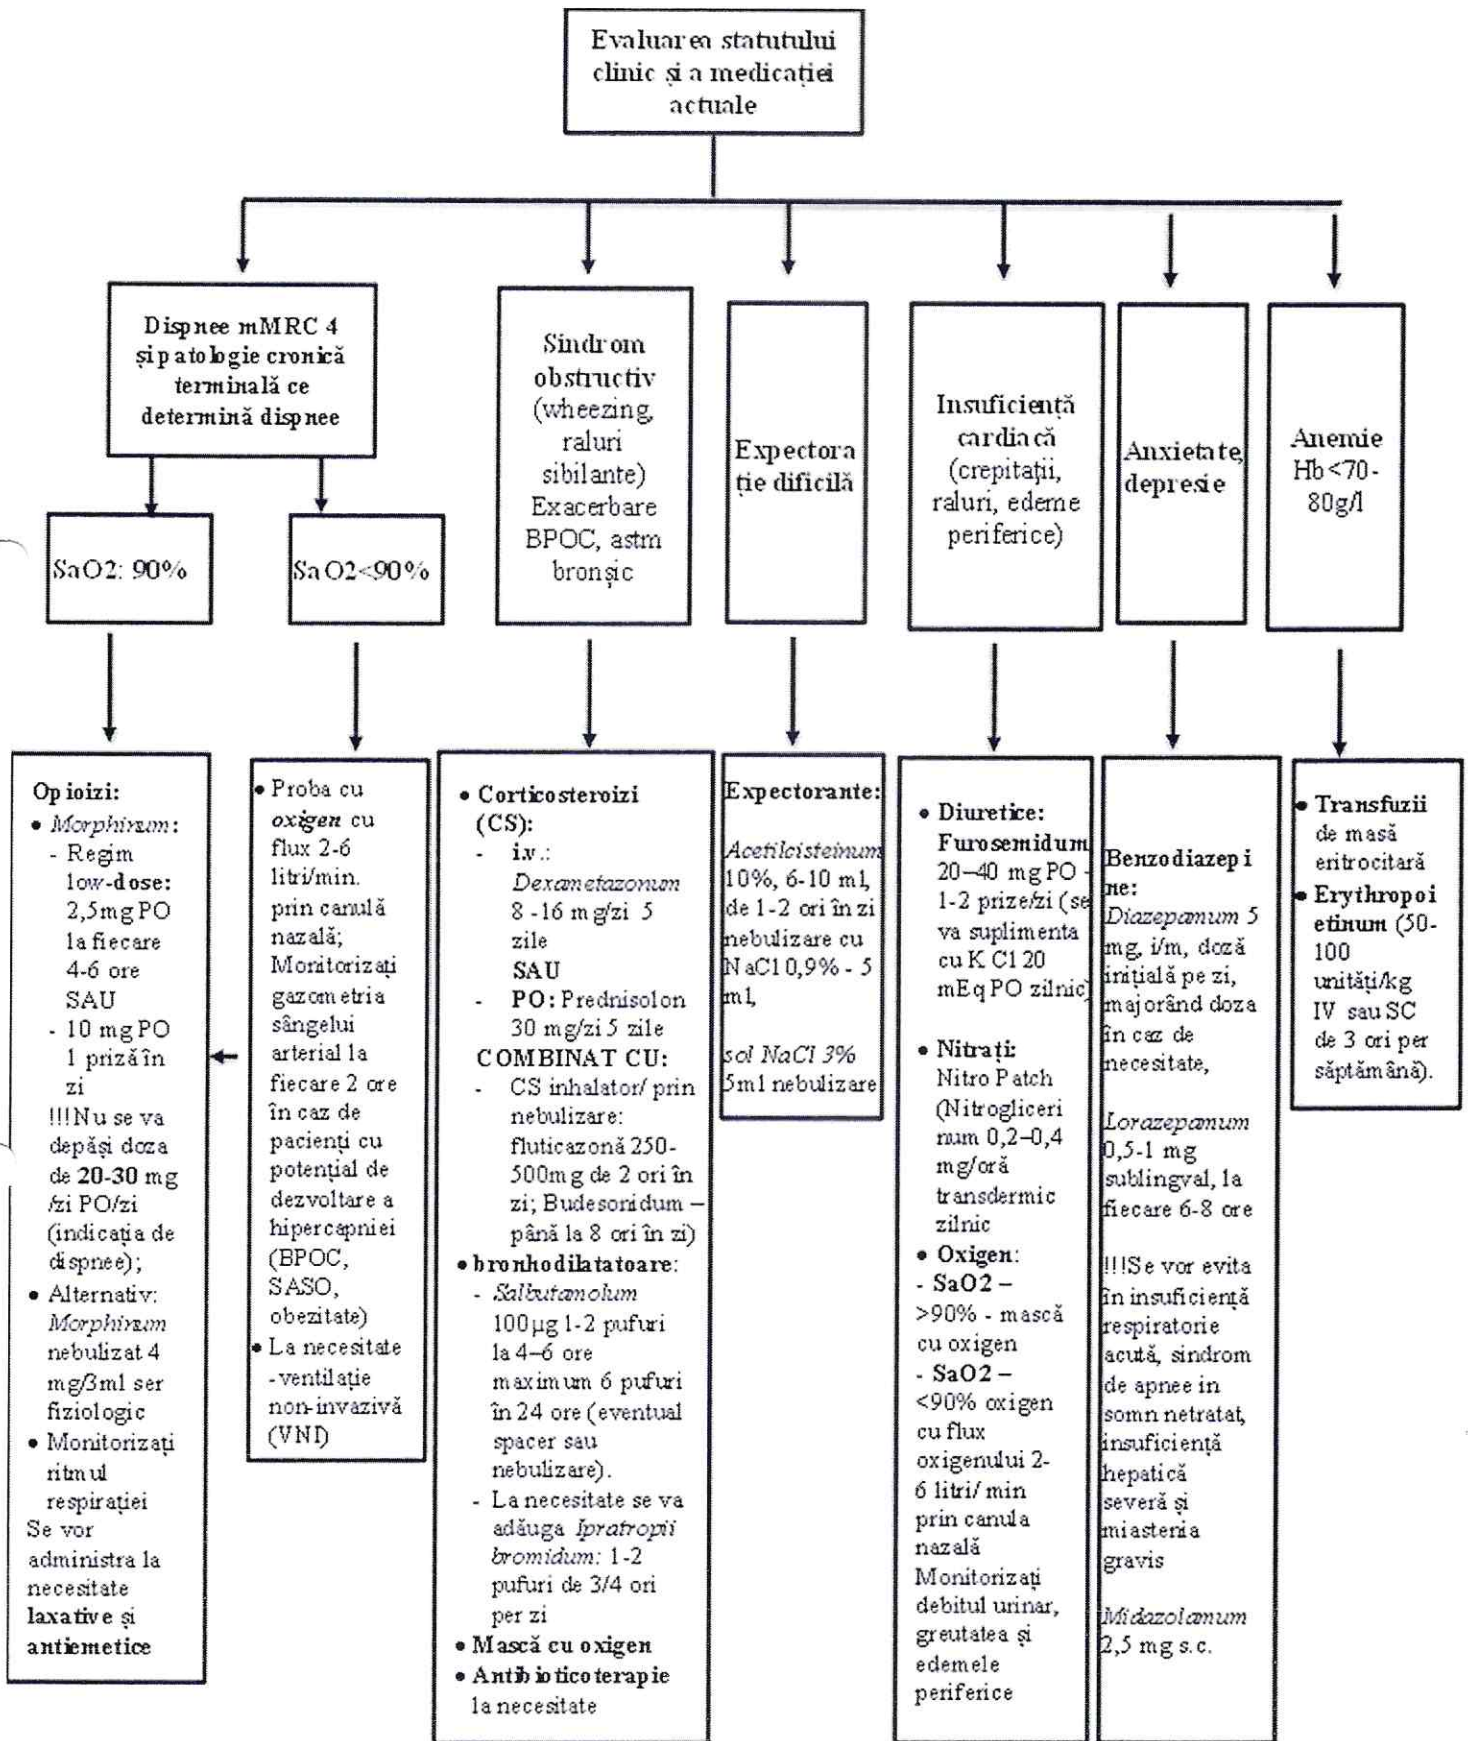 Evaluarea statutului
clinic și a medicației
actuale
Dispnee mMRC 4
și patologie cronică
terminală ce
determină dispnee
SaO2: 90%
SaO2<90%
Sindrom
obstructiv
(wheezing,
raluri
sibilante)
Exacerbare
BPOC, astm
bronșic
Expectora
ție dificilă
Insuficiență
cardiacă
(crepitații,
raluri, edeme
periferice)
Anxietate,
depresie
Anemie
Hb<70-
80g/l
Opioizi:
• Morphinum:
- Regim
low-dose:
2,5mg PO
la fiecare
4-6 ore
SAU
- 10 mg PO
1 priză în
zi
!!!Nu se va
depăși doza
de 20-30 mg
/zi PO/zi
(indicația de
dispnee);
• Alternativ:
Morphinum
nebulizat 4
mg/3ml ser
fiziologic
• Monitorizați
ritmul
respirației
Se vor
administra la
necesitate
laxative și
antiemetice
• Proba cu
oxigen cu
flux 2-6
litri/min.
prin canulă
nazală;
Monitorizați
gazometria
sângelui
arterial la
fiecare 2 ore
în caz de
pacienți cu
potențial de
dezvoltare a
hipercapniei
(BPOC,
SASO,
obezitate)
• La necesitate
-ventilație
non-invazivă
(VNI)
• Corticosteroizi
(CS):
- i.v.:
Dexametazonum
8 -16 mg/zi 5
zile
SAU
- PO: Prednisolon
30 mg/zi 5 zile
COMBINAT CU:
- CS inhalator/ prin
nebulizare:
fluticazonă 250-
500mg de 2 ori în
zi; Budesonidum –
până la 8 ori în zi)
• bronhodilatatoare:
- Salbutamolum
100µg 1-2 pufuri
la 4–6 ore
maximum 6 pufuri
în 24 ore (eventual
spacer sau
nebulizare).
- La necesitate se va
adăuga Ipratropii
bromidum: 1-2
pufuri de 3/4 ori
per zi
• Mască cu oxigen
• Antibioticoterapie
la necesitate
Expectorante:
Acetilcisteinum
10%, 6-10 ml,
de 1-2 ori în zi
nebulizare cu
NaCl 0,9% - 5
ml,
sol NaCl 3%
5ml nebulizare
• Diuretice:
Furosemidum
20–40 mg PO -
1-2 prize/zi (se
va suplimenta
cu K Cl 20
mEq PO zilnic)
• Nitrați:
Nitro Patch
(Nitrogliceri
num 0,2–0,4
mg/oră
transdermic
zilnic
• Oxigen:
- SaO2 –
>90% - mască
cu oxigen
- SaO2 –
<90% oxigen
cu flux
oxigenului 2-
6 litri/ min
prin canula
nazală
Monitorizați
debitul urinar,
greutatea și
edemele
periferice
Benzodiazepi
ne:
Diazepamum 5
mg, i/m, doză
inițială pe zi,
majorând doza
în caz de
necesitate,
Lorazepamum
0,5-1 mg
sublingval, la
fiecare 6-8 ore
!!!Se vor evita
în insuficiență
respiratorie
acută, sindrom
de apnee in
somn netratat,
insuficiență
hepatică
severă și
miastenia
gravis
Midazolamum
2,5 mg s.c.
• Transfuzii
de masă
eritrocitară
• Erythropoi
etinum (50-
100
unități/kg
IV sau SC
de 3 ori per
săptămână).